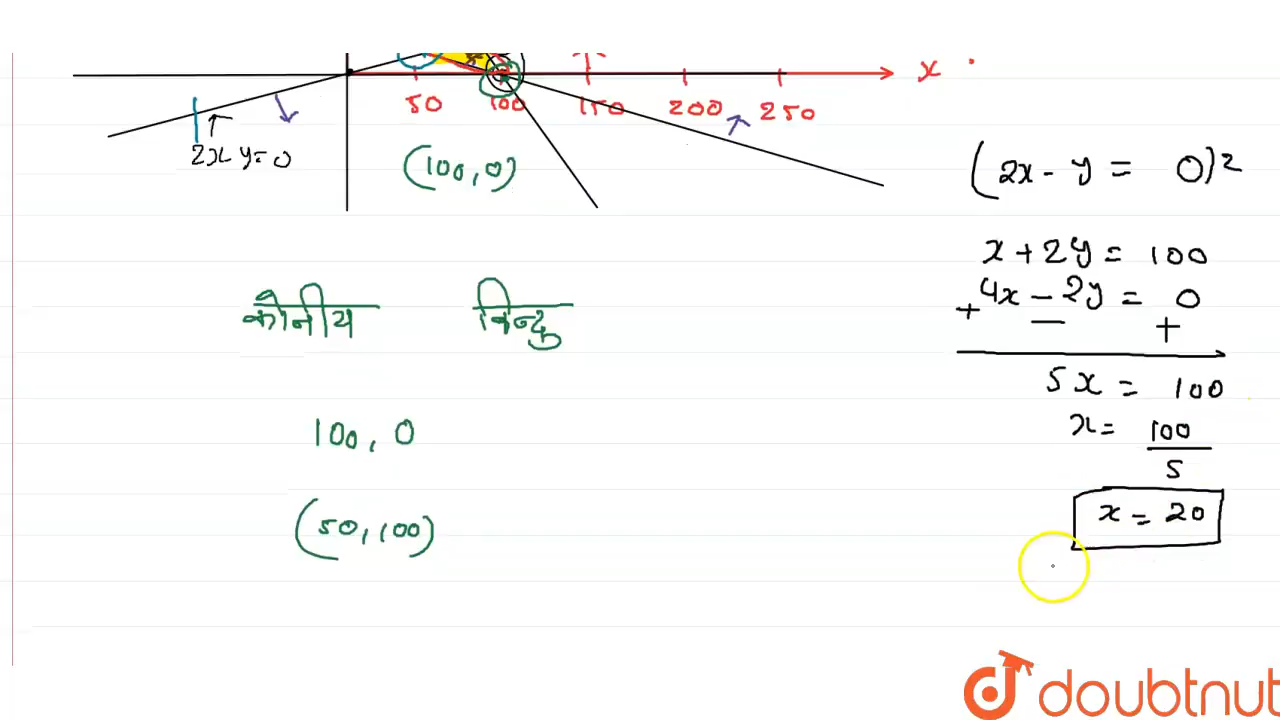 x
50 100 150 200 250
2x-y=0
(100,0)
(2x - y = 0)2
x + 2y = 100
+ 4x - 2y = 0
- +
5x = 100
x = 100
5
x = 20
कोनीय बिन्दु
100, 0
(50,100)
doubtnut